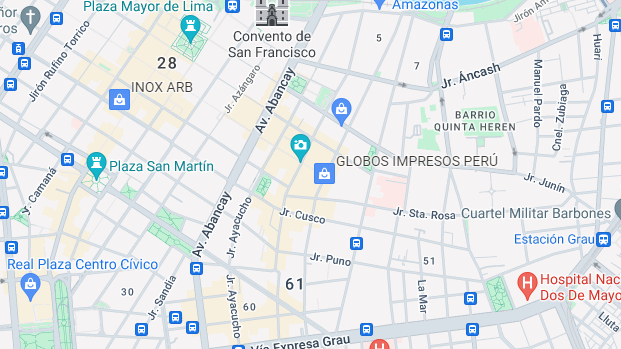 Plaza Mayor de Lima
Amazonas
Jirón Rufino Torrico
Convento de
San Francisco
5
7
28
INOX ARB
Jr. Azángaro
Av. Abancay
Jr. Áncash
Huari
Manuel Pardo
Cnel. Zubiaga
BARRIO
QUINTA HEREN
Plaza San Martín
GLOBOS IMPRESOS PERÚ
Jr. Junín
Camaná
Av. Abancay
Jr. Ayacucho
Jr. Cusco
Jr. Sta. Rosa
Cuartel Militar Barbones
Estación Grau
Real Plaza Centro Cívico
Jr. Puno
51
61
30
Jr. Sandia
Jr. Ayacucho
60
La Mar
Hospital Nac
Dos De Mayo
Lluta
Vía Expresa Grau